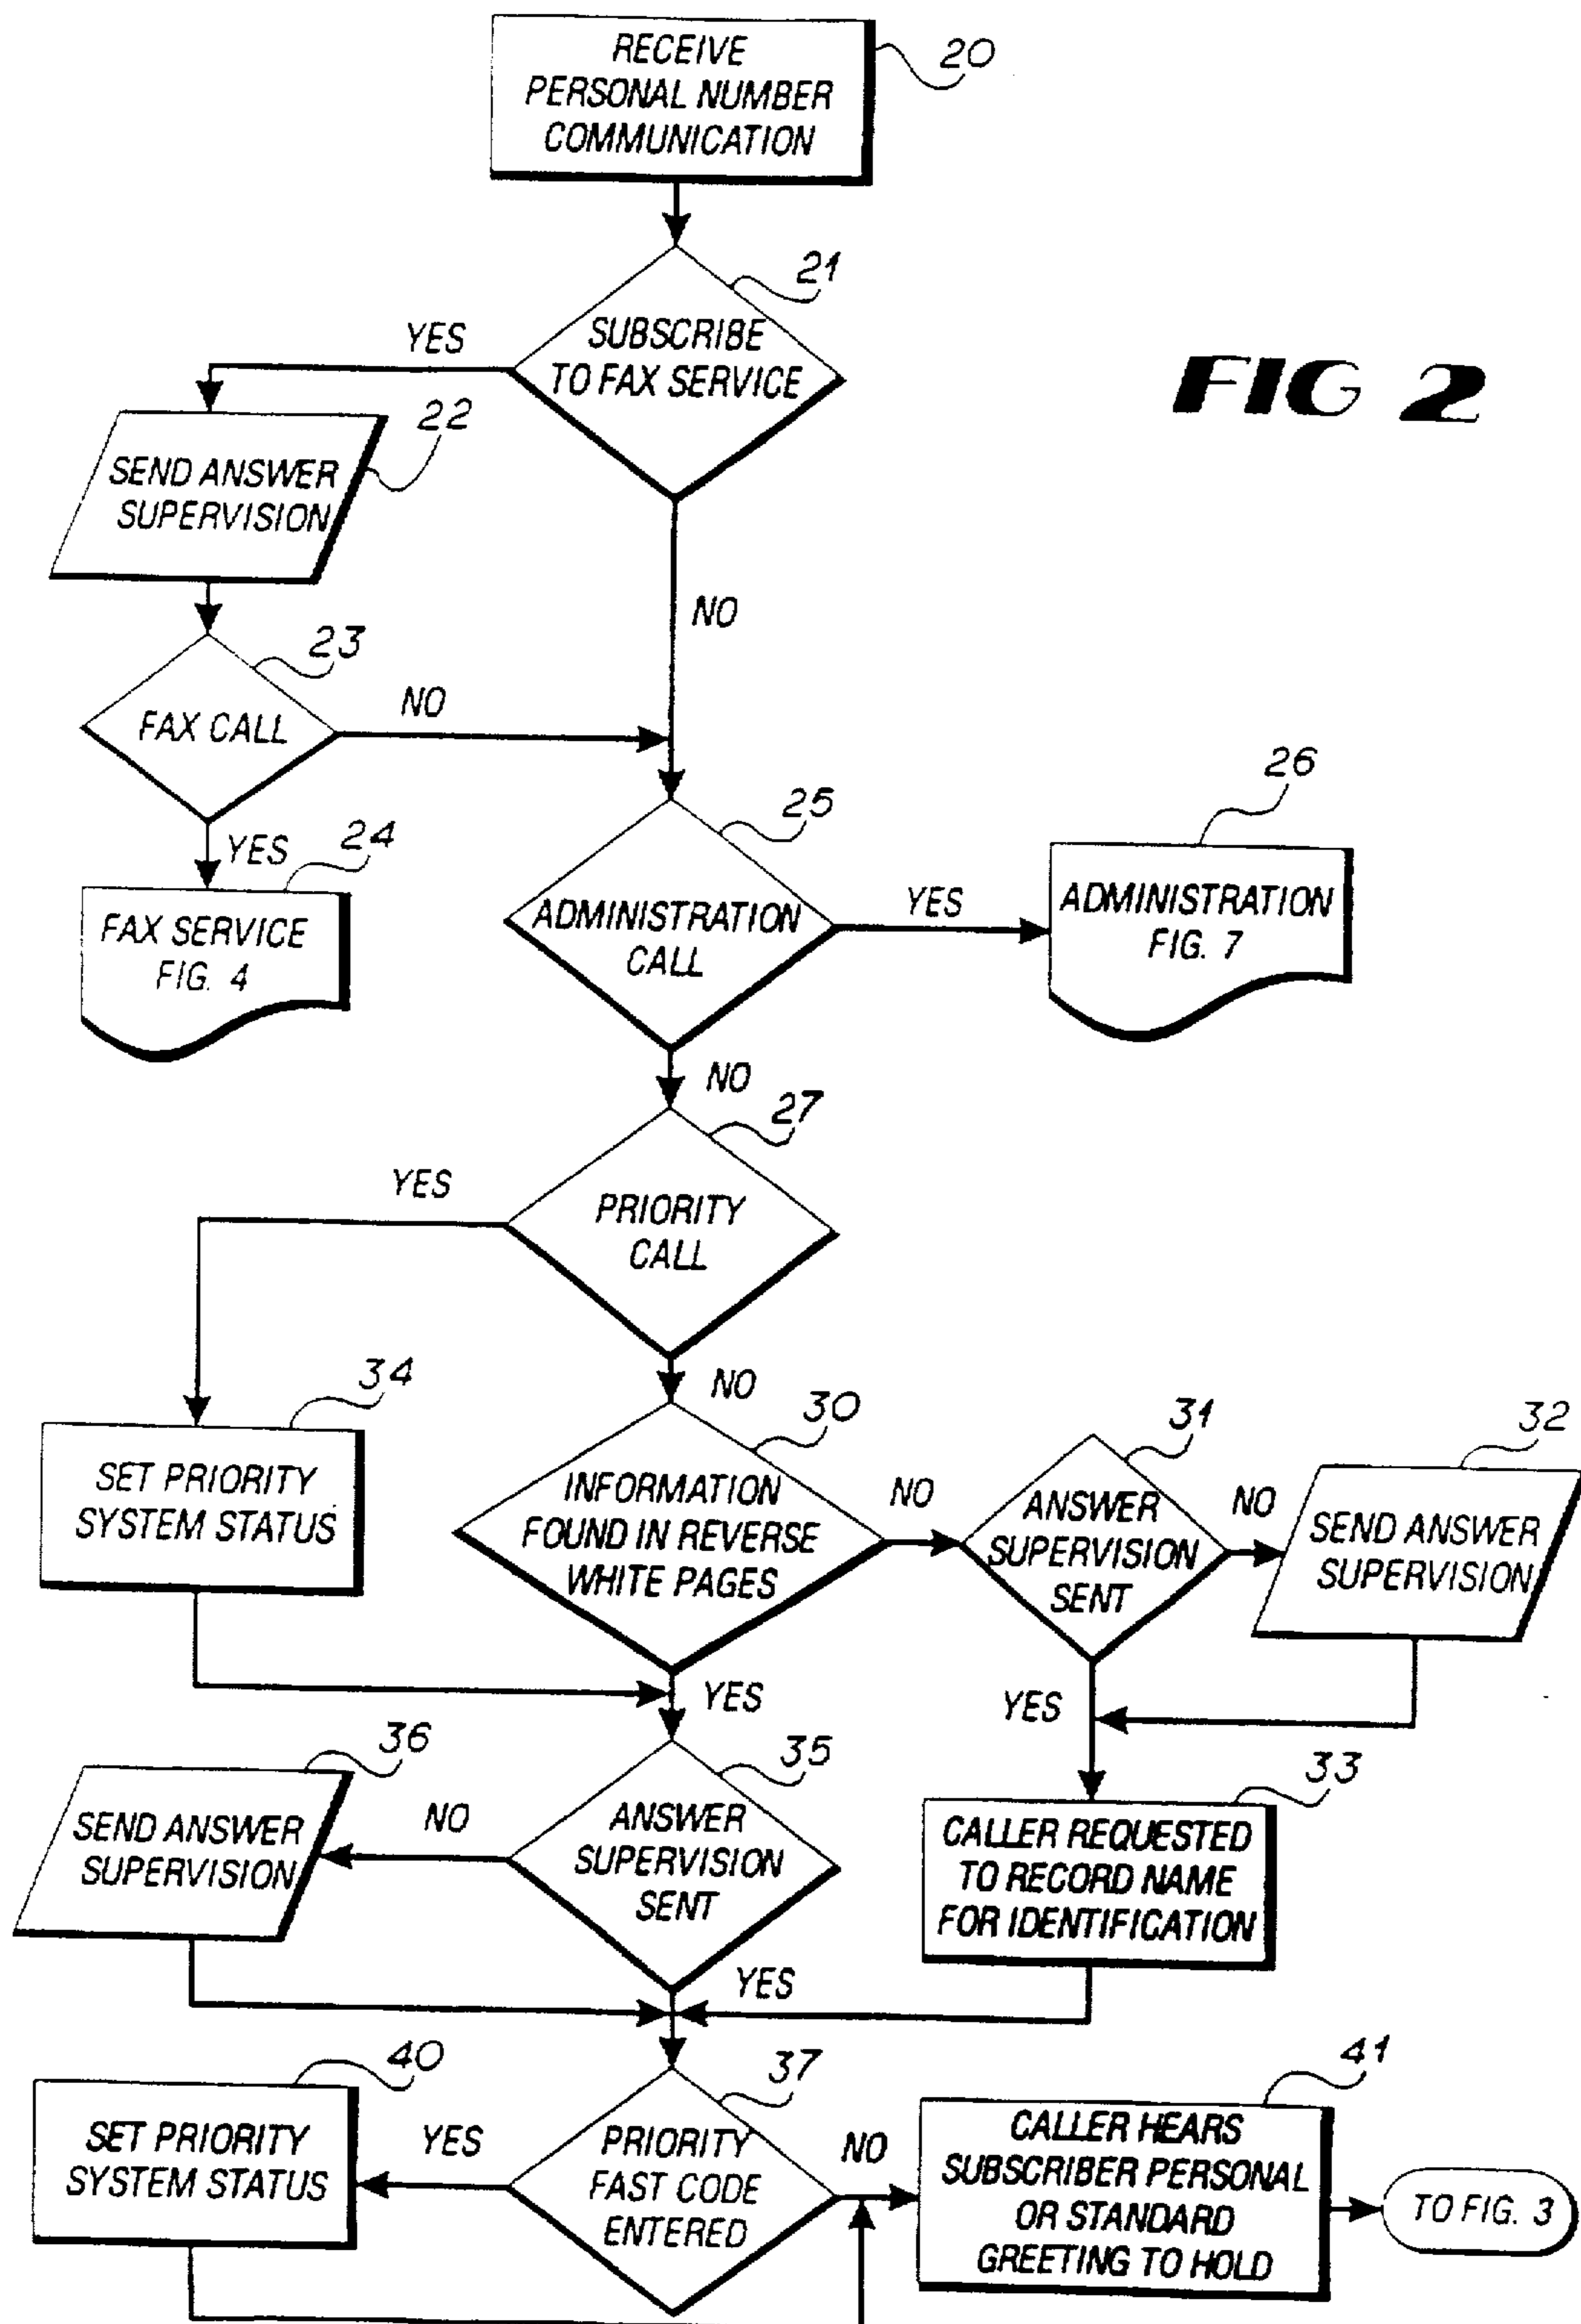 RECEIVE
PERSONAL NUMBER
COMMUNICATION
20
21
SUBSCRIBE
TO FAX SERVICE
YES
FIG 2
22
SEND ANSWER
SUPERVISION
NO
23
FAX CALL
NO
YES
24
FAX SERVICE
FIG. 4
25
ADMINISTRATION
CALL
YES
26
ADMINISTRATION
FIG. 7
NO
27
PRIORITY
CALL
YES
34
SET PRIORITY
SYSTEM STATUS
NO
30
INFORMATION
FOUND IN REVERSE
WHITE PAGES
NO
31
ANSWER
SUPERVISION
SENT
NO
32
SEND ANSWER
SUPERVISION
YES
YES
36
SEND ANSWER
SUPERVISION
NO
35
ANSWER
SUPERVISION
SENT
33
CALLER REQUESTED
TO RECORD NAME
FOR IDENTIFICATION
YES
40
SET PRIORITY
SYSTEM STATUS
YES
37
PRIORITY
FAST CODE
ENTERED
NO
41
CALLER HEARS
SUBSCRIBER PERSONAL
OR STANDARD
GREETING TO HOLD
TO FIG. 3